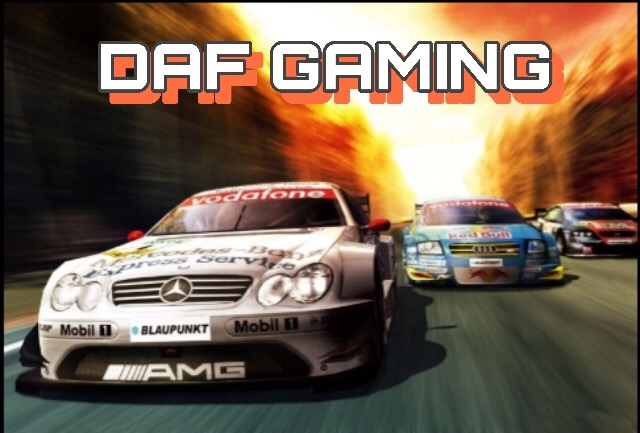 DAF GAMING
vodafone
Mercedes-Benz
Express Service
Mobil 1
BLAUPUNKT
Mobil 1
AMG
vodafone
Red Bull